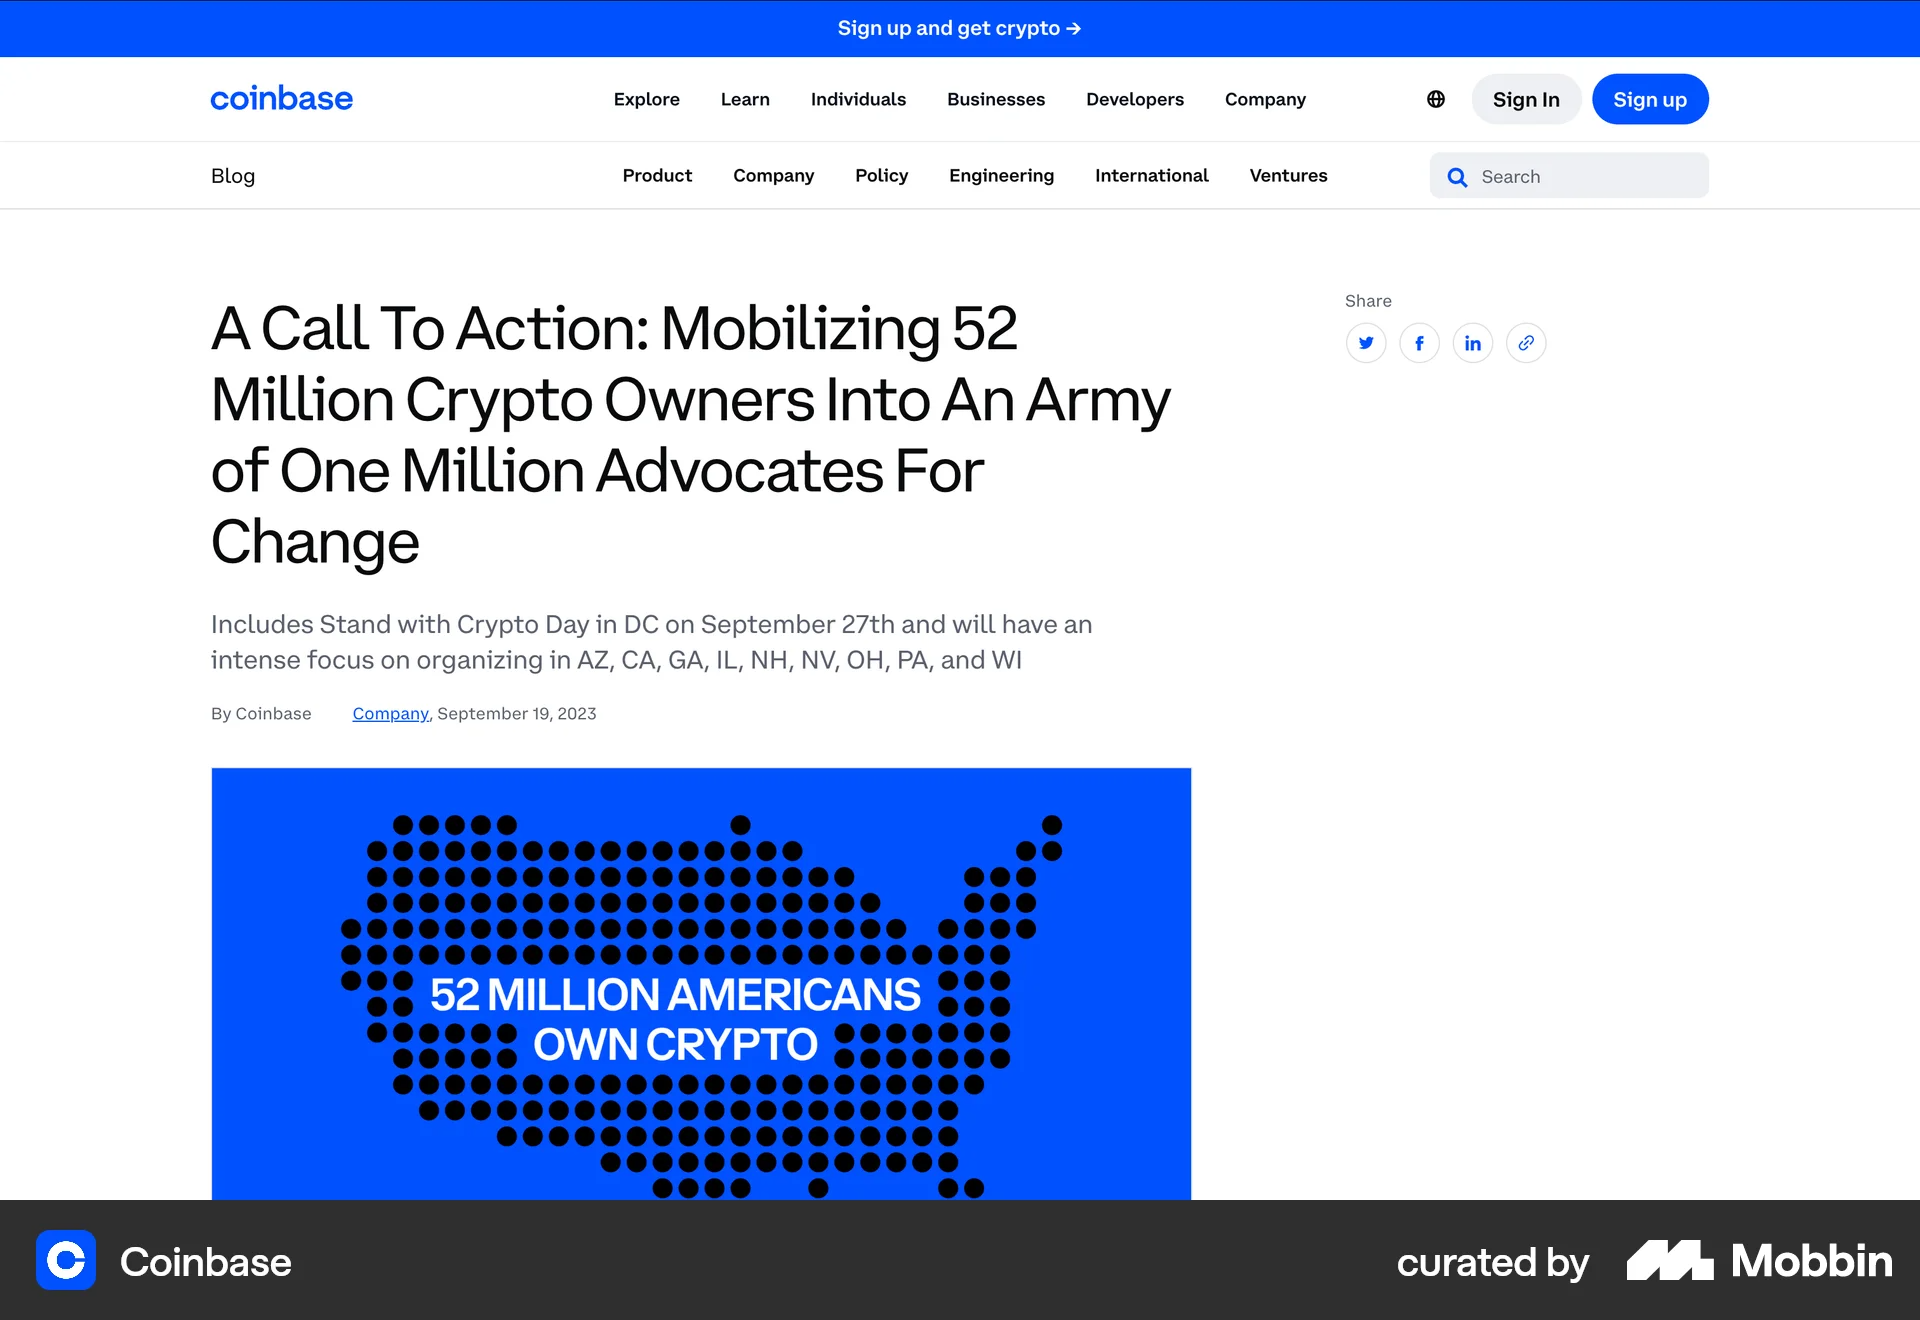 Sign up and get crypto →
coinbase
Explore Learn Individuals Businesses Developers Company
Sign In
Sign up
Blog
Product Company Policy Engineering International Ventures
Search
A Call To Action: Mobilizing 52
Million Crypto Owners Into An Army
of One Million Advocates For
Change
Includes Stand with Crypto Day in DC on September 27th and will have an
intense focus on organizing in AZ, CA, GA, IL, NH, NV, OH, PA, and WI
By Coinbase Company, September 19, 2023
Share
52 MILLION AMERICANS
OWN CRYPTO
Coinbase
curated by Mobbin